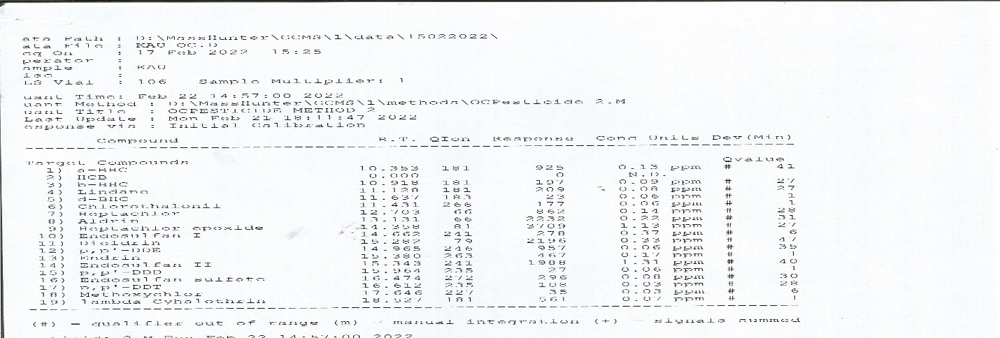 ata Path : D:\MassHunter\GCMS\1\data\15022022\
ata File : KAU OC.D
cq On : 17 Feb 2022 15:25
perator :
ample : KAU
isc :
LS Vial : 106 Sample Multiplier: 1
uant Time: Feb 22 14:57:00 2022
uant Method : D:\MassHunter\GCMS\1\methods\OCPesticide 2.M
uant Title : OCPESTICIDE METHOD 2
Last Update : Mon Feb 21 18:11:47 2022
esponse via : Initial Calibration
Compound R.T. QIon Response Conc Units Dev(Min)
Target Compounds Qvalue
1) a-BHC 10.353 181 925 0.13 ppm # 41
2) HCB 0.000 0 N.D.
3) b-BHC 10.918 181 197 0.09 ppm # 27
4) Lindane 11.128 181 209 0.08 ppm # 27
5) d-BHC 11.637 183 23 0.06 ppm # 1
6) Chlorothalonil 11.431 266 177 0.06 ppm # 1
7) Heptachlor 12.703 66 862 0.14 ppm # 28
8) Aldrin 13.131 66 2232 0.22 ppm # 31
9) Heptachlor epoxide 14.358 81 3709 1.13 ppm # 27
10) Endosulfan I 14.662 241 278 0.37 ppm # 6
11) Dieldrin 15.282 79 2196 0.33 ppm # 47
12) p,p'-DDE 14.965 246 957 0.06 ppm # 35
13) Endrin 15.380 263 467 0.17 ppm # 1
14) Endosulfan II 15.343 241 1988 1.31 ppm # 40
15) p,p'-DDD 15.964 235 27 0.06 ppm # 1
16) Endosulfan sulfate 16.474 272 296 0.08 ppm # 30
17) p,p'-DDT 16.612 235 108 0.03 ppm # 28
18) Methoxychlor 17.646 227 35 0.03 ppm # 6
19) lambda Cyhalothrin 18.527 181 561 0.07 ppm # 1
(#) = qualifier out of range (m) = manual integration (+) = signals summed
2.M Tue Feb 22 14:57:00 2022